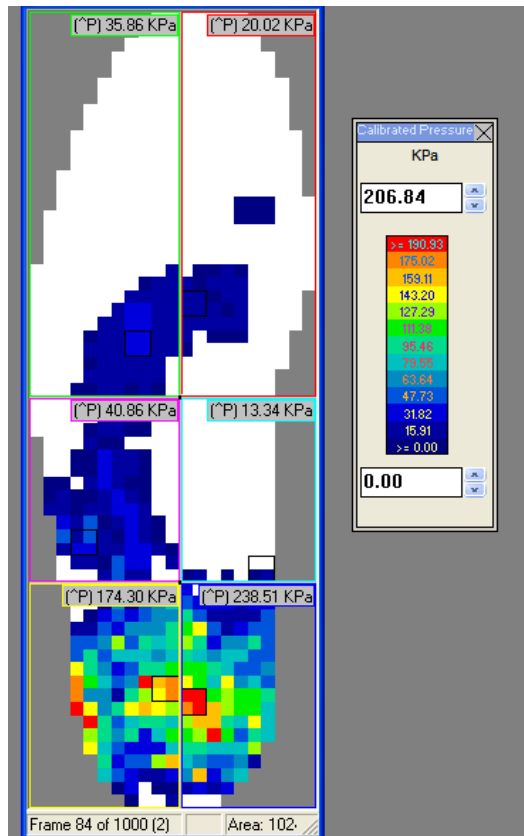 (^P) 35.86 KPa
(^P) 20.02 KPa
Calibrated Pressure
KPa
206.84
>= 190.93
175.02
159.11
143.20
127.29
111.38
95.46
79.55
63.64
47.73
31.82
15.91
>= 0.00
0.00
(^P) 40.86 KPa
(^P) 13.34 KPa
(^P) 174.30 KPa
(^P) 238.51 KPa
Frame 84 of 1000 (2)
Area: 102